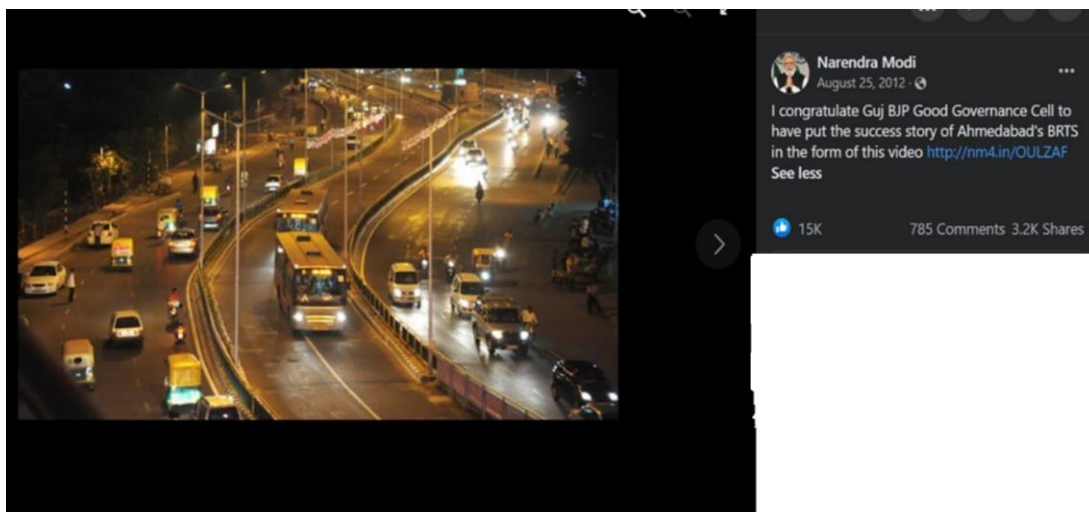 Narendra Modi
August 25, 2012 ·
I congratulate Guj BJP Good Governance Cell to
have put the success story of Ahmedabad's BRTS
in the form of this video http://nm4.in/OULZAF
See less
15K 785 Comments 3.2K Shares